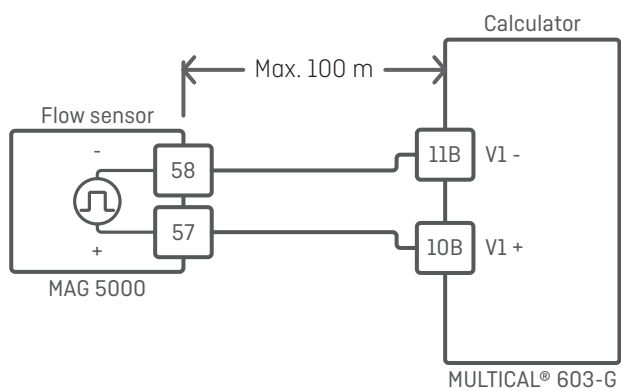 Calculator
Max. 100 m
Flow sensor
-
58
11B V1 -
57
10B V1 +
+
MAG 5000
MULTICAL® 603-G